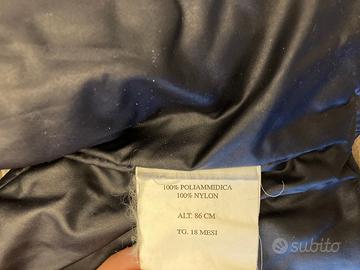 100% POLIAMMIDICA
100% NYLON
ALT. 86 CM
TG. 18 MESI
subito